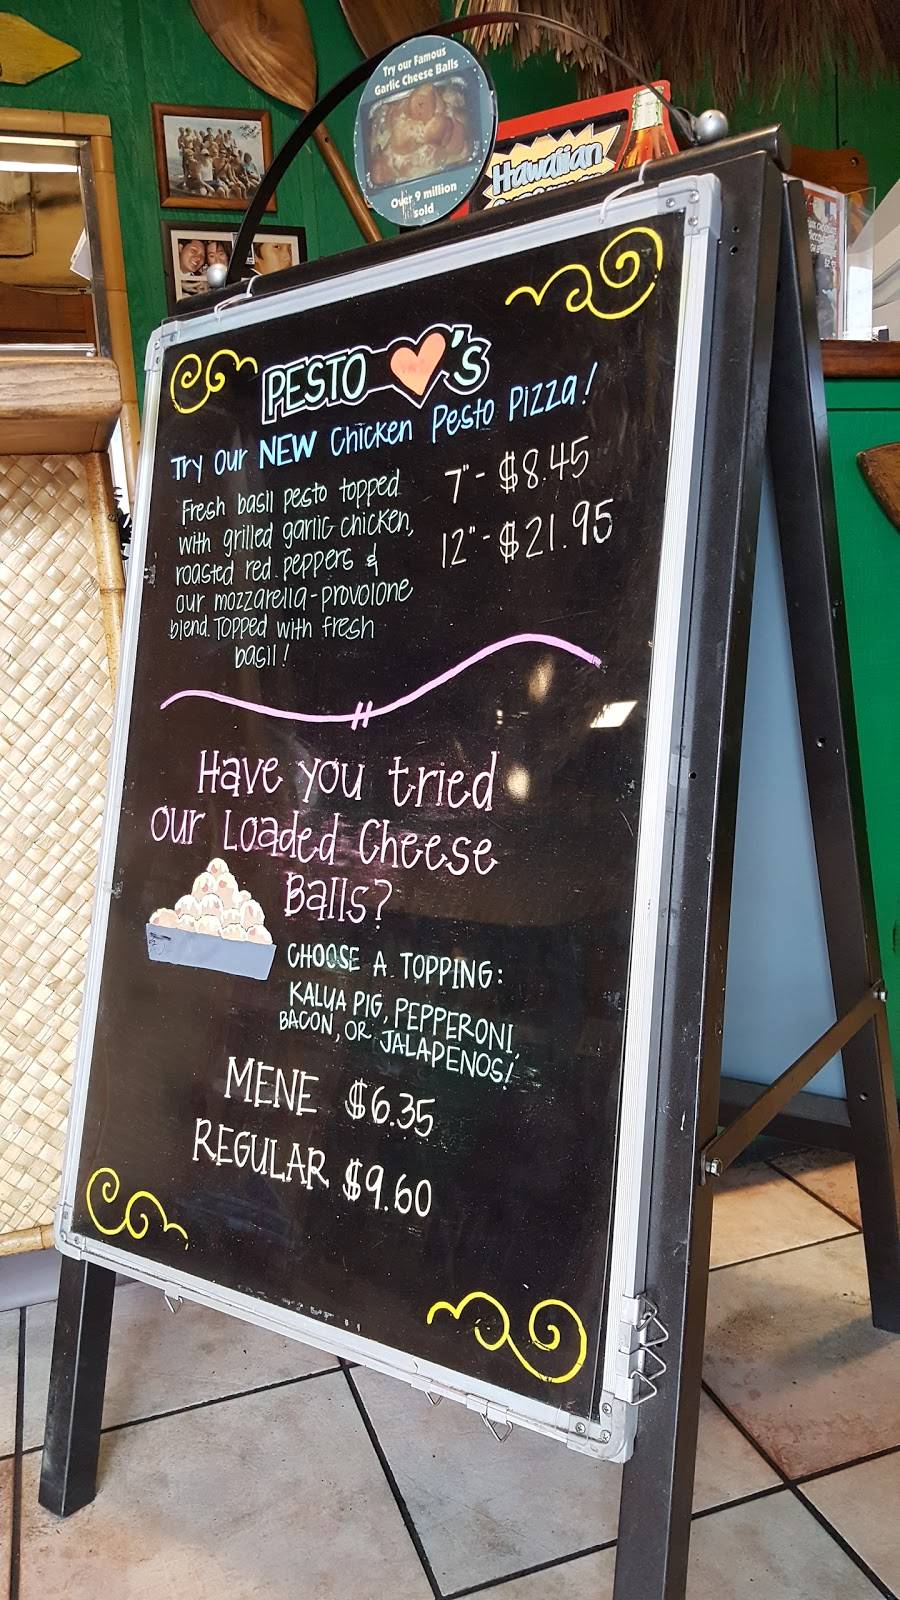 Try our Famous
Garlic Cheese Balls
Over 9 million
sold
Hawaiian
PESTO ❤'S
Try Our NEW Chicken Pesto Pizza!
Fresh basil pesto topped
with grilled garlic chicken,
roasted red peppers &
our mozzarella-provolone
blend. Topped with fresh
basil!
7"- $8.45
12"- $21.95
Have you tried
our Loaded Cheese
Balls?
CHOOSE A TOPPING:
KALUA PIG, PEPPERONI,
BACON, OR JALAPENOS!
MENE $6.35
REGULAR $9.60